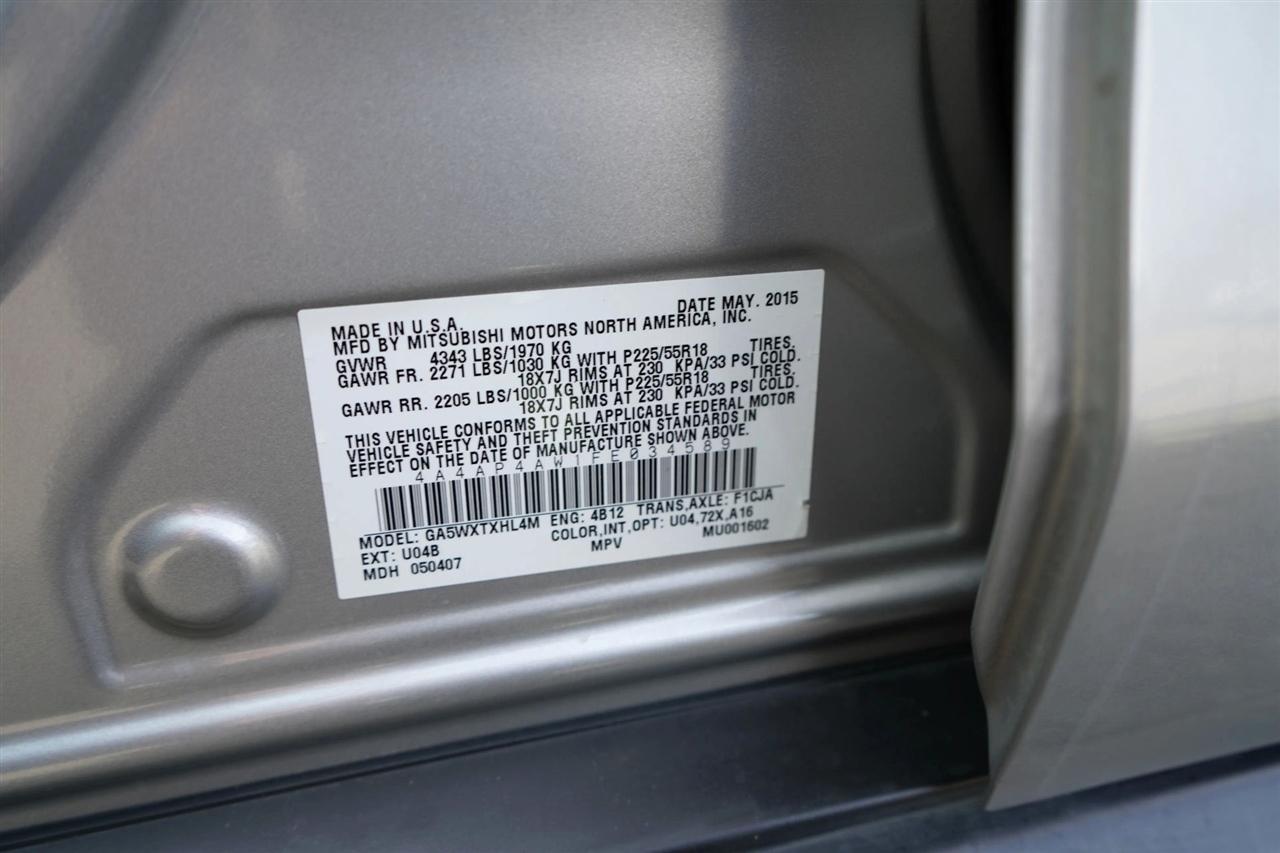 DATE MAY. 2015
MADE IN U.S.A.
MFD BY MITSUBISHI MOTORS NORTH AMERICA, INC.
GVWR 4343 LBS/1970 KG
GAWR FR. 2271 LBS/1030 KG WITH P225/55R18 TIRES,
18X7J RIMS AT 230 KPA/33 PSI COLD.
GAWR RR. 2205 LBS/1000 KG WITH P225/55R18 TIRES,
18X7J RIMS AT 230 KPA/33 PSI COLD.
THIS VEHICLE CONFORMS TO ALL APPLICABLE FEDERAL MOTOR
VEHICLE SAFETY AND THEFT PREVENTION STANDARDS IN
EFFECT ON THE DATE OF MANUFACTURE SHOWN ABOVE.
4A4AP4AW1FE034589
MODEL: GA5WXTXHL4M ENG: 4B12 TRANS,AXLE: F1CJA
EXT: U04B COLOR,INT,OPT: U04,72X,A16
MDH 050407 MPV MU001602